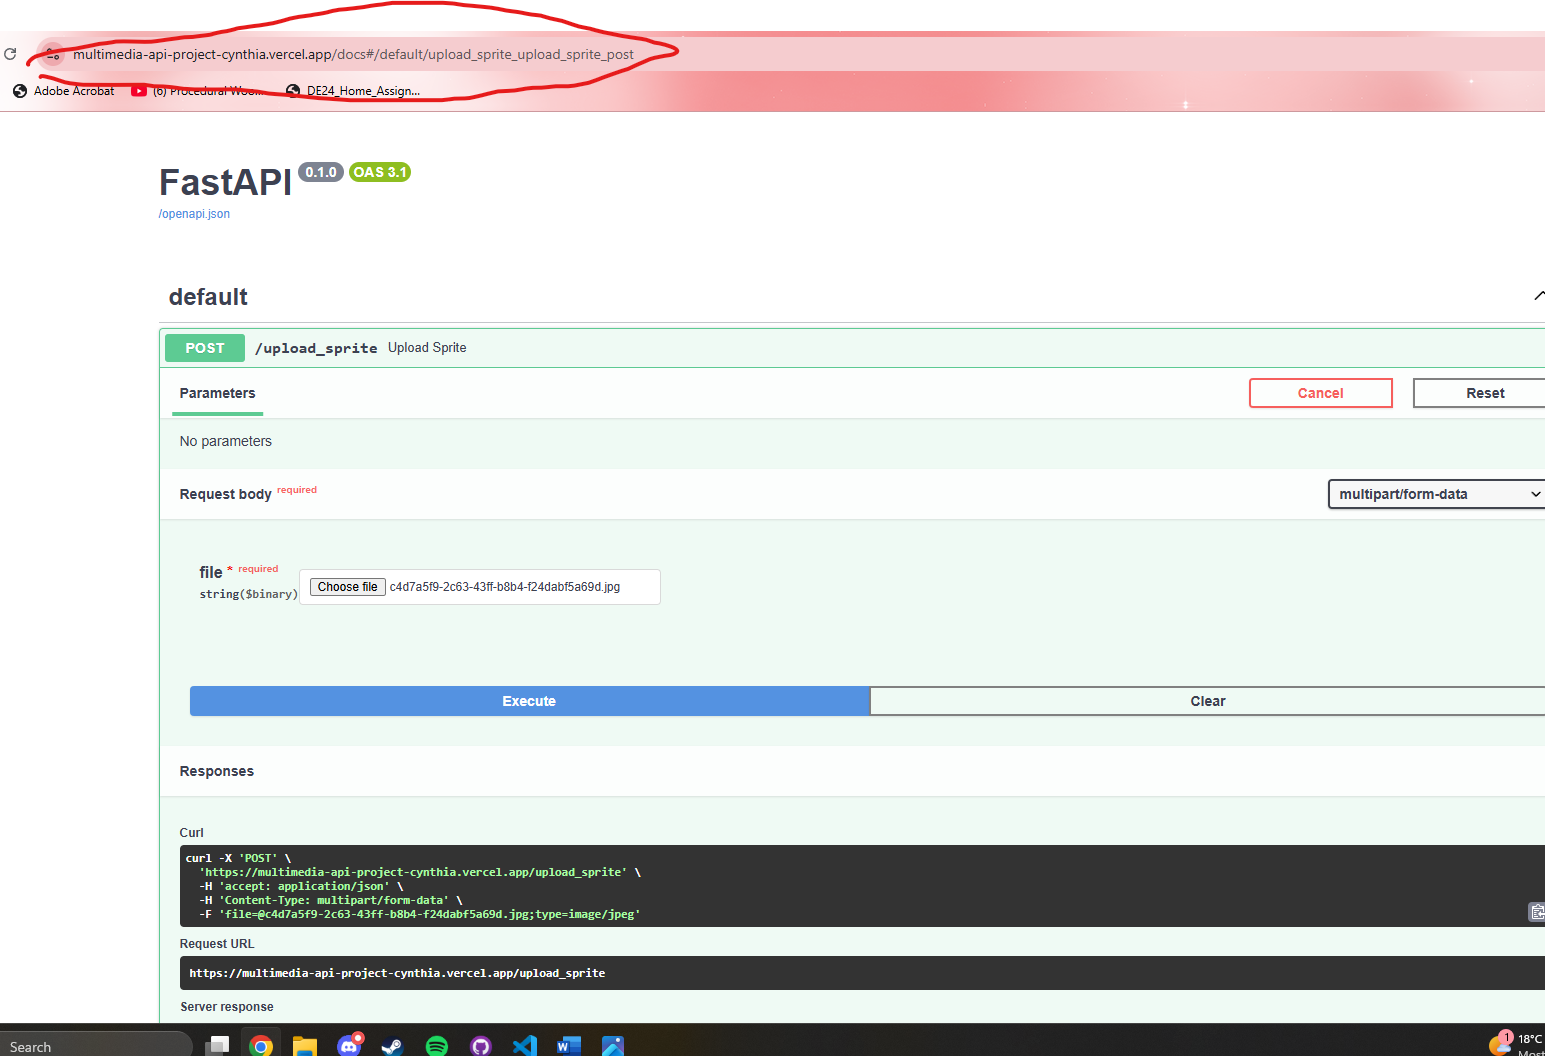 multimedia-api-project-cynthia.vercel.app/docs#/default/upload_sprite_upload_sprite_post
Adobe Acrobat (6) Procedural Woo... DE24_Home_Assign...
FastAPI 0.1.0 OAS 3.1
/openapi.json
default
POST /upload_sprite Upload Sprite
Parameters Cancel Reset
No parameters
Request body required multipart/form-data
file * required
string($binary) Choose file c4d7a5f9-2c63-43ff-b8b4-f24dabf5a69d.jpg
Execute Clear
Responses
Curl
curl -X 'POST' \
'https://multimedia-api-project-cynthia.vercel.app/upload_sprite' \
-H 'accept: application/json' \
-H 'Content-Type: multipart/form-data' \
-F 'file=@c4d7a5f9-2c63-43ff-b8b4-f24dabf5a69d.jpg;type=image/jpeg'
Request URL
https://multimedia-api-project-cynthia.vercel.app/upload_sprite
Server response
Search 1 18°C